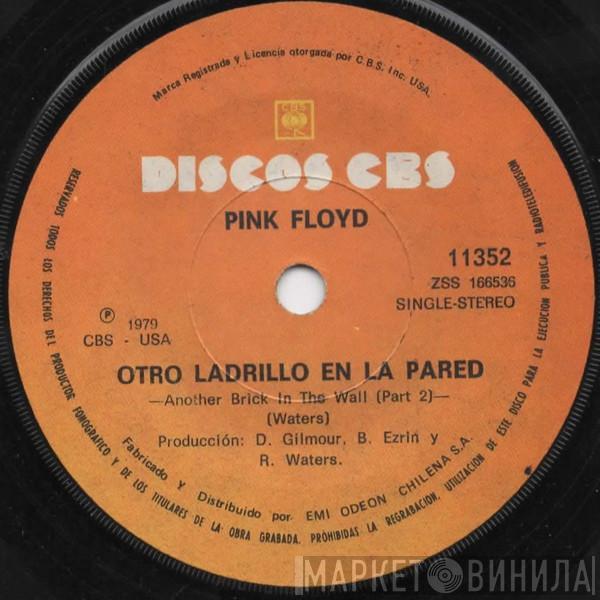 Marca Registrada y Licencia otorgada por C.B.S. Inc. USA.
CBS
DISCOS CBS
PINK FLOYD
11352
ZSS 166536
SINGLE-STEREO
Ⓟ 1979
CBS - USA
OTRO LADRILLO EN LA PARED
—Another Brick In The Wall (Part 2)—
(Waters)
Producción: D. Gilmour, B. Ezrin y
R. Waters.
Fabricado y Distribuido por EMI ODEON CHILENA S.A.
RESERVADOS TODOS LOS DERECHOS DEL PRODUCTOR FONOGRAFICO Y DE LOS TITULARES DE LA OBRA GRABADA. PROHIBIDAS LA REGRABACION, UTILIZACION DE ESTE DISCO PARA LA EJECUCION PUBLICA Y RADIOTELEDIFUSION
МАРКЕТ ВИНИЛА